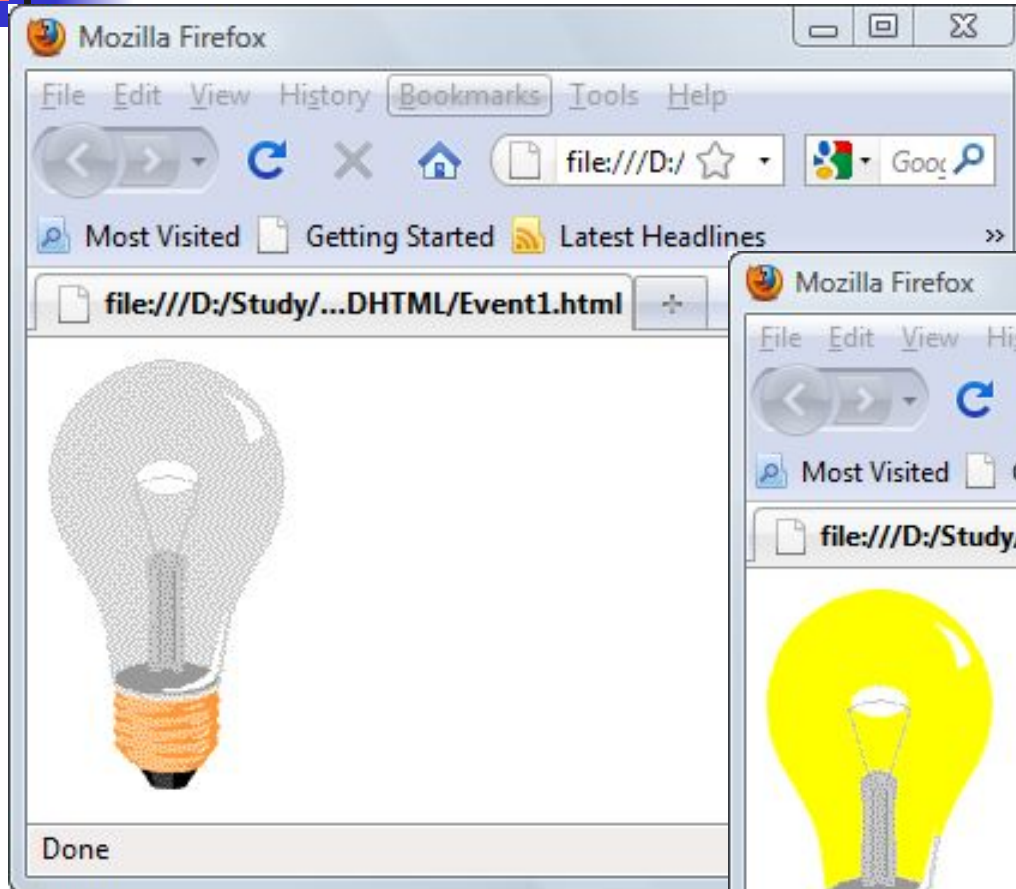 Mozilla Firefox
File Edit View History Bookmarks Tools Help
file:///D:/
Most Visited Getting Started Latest Headlines »
file:///D:/Study/...DHTML/Event1.html
Done
Mozilla Firefox
File Edit View
Most Visited
file:///D:/Study/